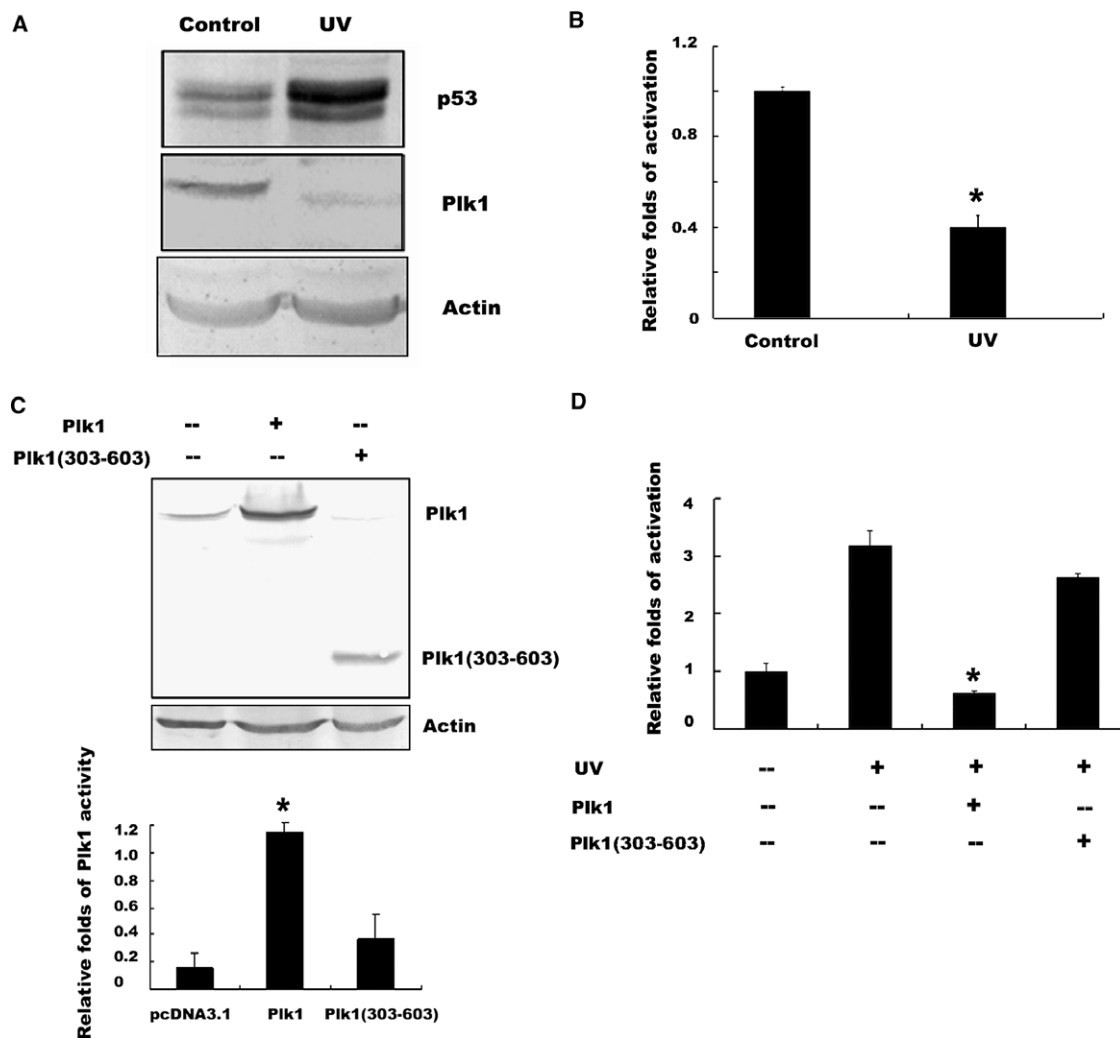 A
Control UV
p53
Plk1
Actin
B
Relative folds of activation
1.2
0.8
0.4
0
*
Control UV
C
Plk1 -- + --
Plk1(303-603) -- -- +
Plk1
Plk1(303-603)
Actin
Relative folds of Plk1 activity
1.2
1.0
0.8
0.6
0.4
0.2
0
*
pcDNA3.1 Plk1 Plk1(303-603)
D
Relative folds of activation
4
3
2
1
0
*
UV -- + + +
Plk1 -- -- + --
Plk1(303-603) -- -- -- +